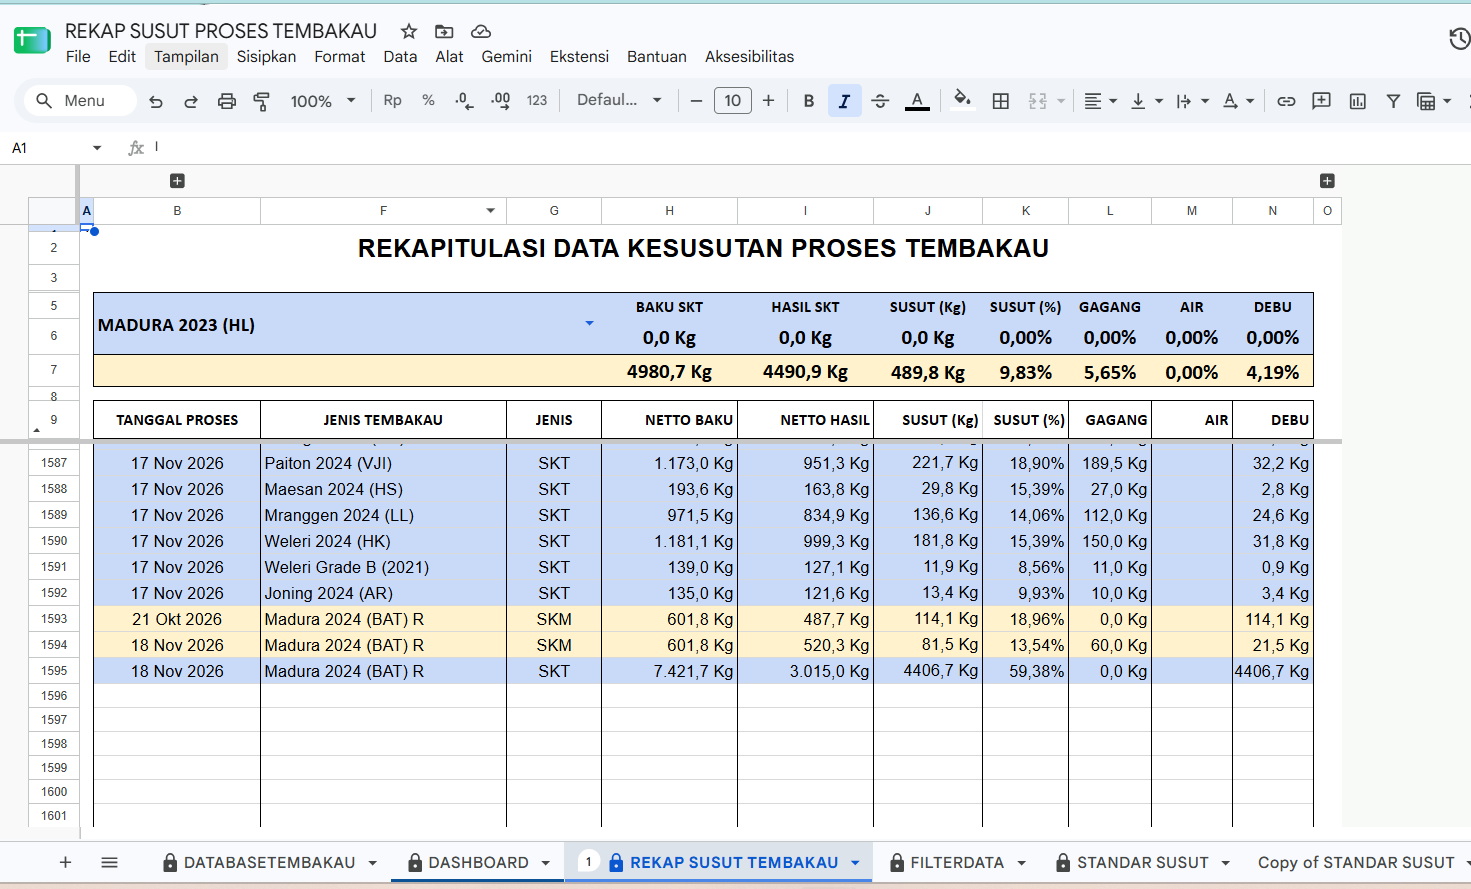 REKAP SUSUT PROSES TEMBAKAU
File Edit Tampilan Sisipkan Format Data Alat Gemini Ekstensi Bantuan Aksesibilitas
Menu 100% Rp % .0 .00 123 Defaul... 10 B I A
A1 fx I
A B F G H I J K L M N O
2 REKAPITULASI DATA KESUSUTAN PROSES TEMBAKAU
3
5 BAKU SKT HASIL SKT SUSUT (Kg) SUSUT (%) GAGANG AIR DEBU
MADURA 2023 (HL)
6 0,0 Kg 0,0 Kg 0,0 Kg 0,00% 0,00% 0,00% 0,00%
7 4980,7 Kg 4490,9 Kg 489,8 Kg 9,83% 5,65% 0,00% 4,19%
8
9 TANGGAL PROSES JENIS TEMBAKAU JENIS NETTO BAKU NETTO HASIL SUSUT (Kg) SUSUT (%) GAGANG AIR DEBU
1587 17 Nov 2026 Paiton 2024 (VJI) SKT 1.173,0 Kg 951,3 Kg 221,7 Kg 18,90% 189,5 Kg 32,2 Kg
1588 17 Nov 2026 Maesan 2024 (HS) SKT 193,6 Kg 163,8 Kg 29,8 Kg 15,39% 27,0 Kg 2,8 Kg
1589 17 Nov 2026 Mranggen 2024 (LL) SKT 971,5 Kg 834,9 Kg 136,6 Kg 14,06% 112,0 Kg 24,6 Kg
1590 17 Nov 2026 Weleri 2024 (HK) SKT 1.181,1 Kg 999,3 Kg 181,8 Kg 15,39% 150,0 Kg 31,8 Kg
1591 17 Nov 2026 Weleri Grade B (2021) SKT 139,0 Kg 127,1 Kg 11,9 Kg 8,56% 11,0 Kg 0,9 Kg
1592 17 Nov 2026 Joning 2024 (AR) SKT 135,0 Kg 121,6 Kg 13,4 Kg 9,93% 10,0 Kg 3,4 Kg
1593 21 Okt 2026 Madura 2024 (BAT) R SKM 601,8 Kg 487,7 Kg 114,1 Kg 18,96% 0,0 Kg 114,1 Kg
1594 18 Nov 2026 Madura 2024 (BAT) R SKM 601,8 Kg 520,3 Kg 81,5 Kg 13,54% 60,0 Kg 21,5 Kg
1595 18 Nov 2026 Madura 2024 (BAT) R SKT 7.421,7 Kg 3.015,0 Kg 4406,7 Kg 59,38% 0,0 Kg 4406,7 Kg
1596
1597
1598
1599
1600
1601
DATABASETEMBAKAU DASHBOARD 1 REKAP SUSUT TEMBAKAU FILTERDATA STANDAR SUSUT Copy of STANDAR SUSUT